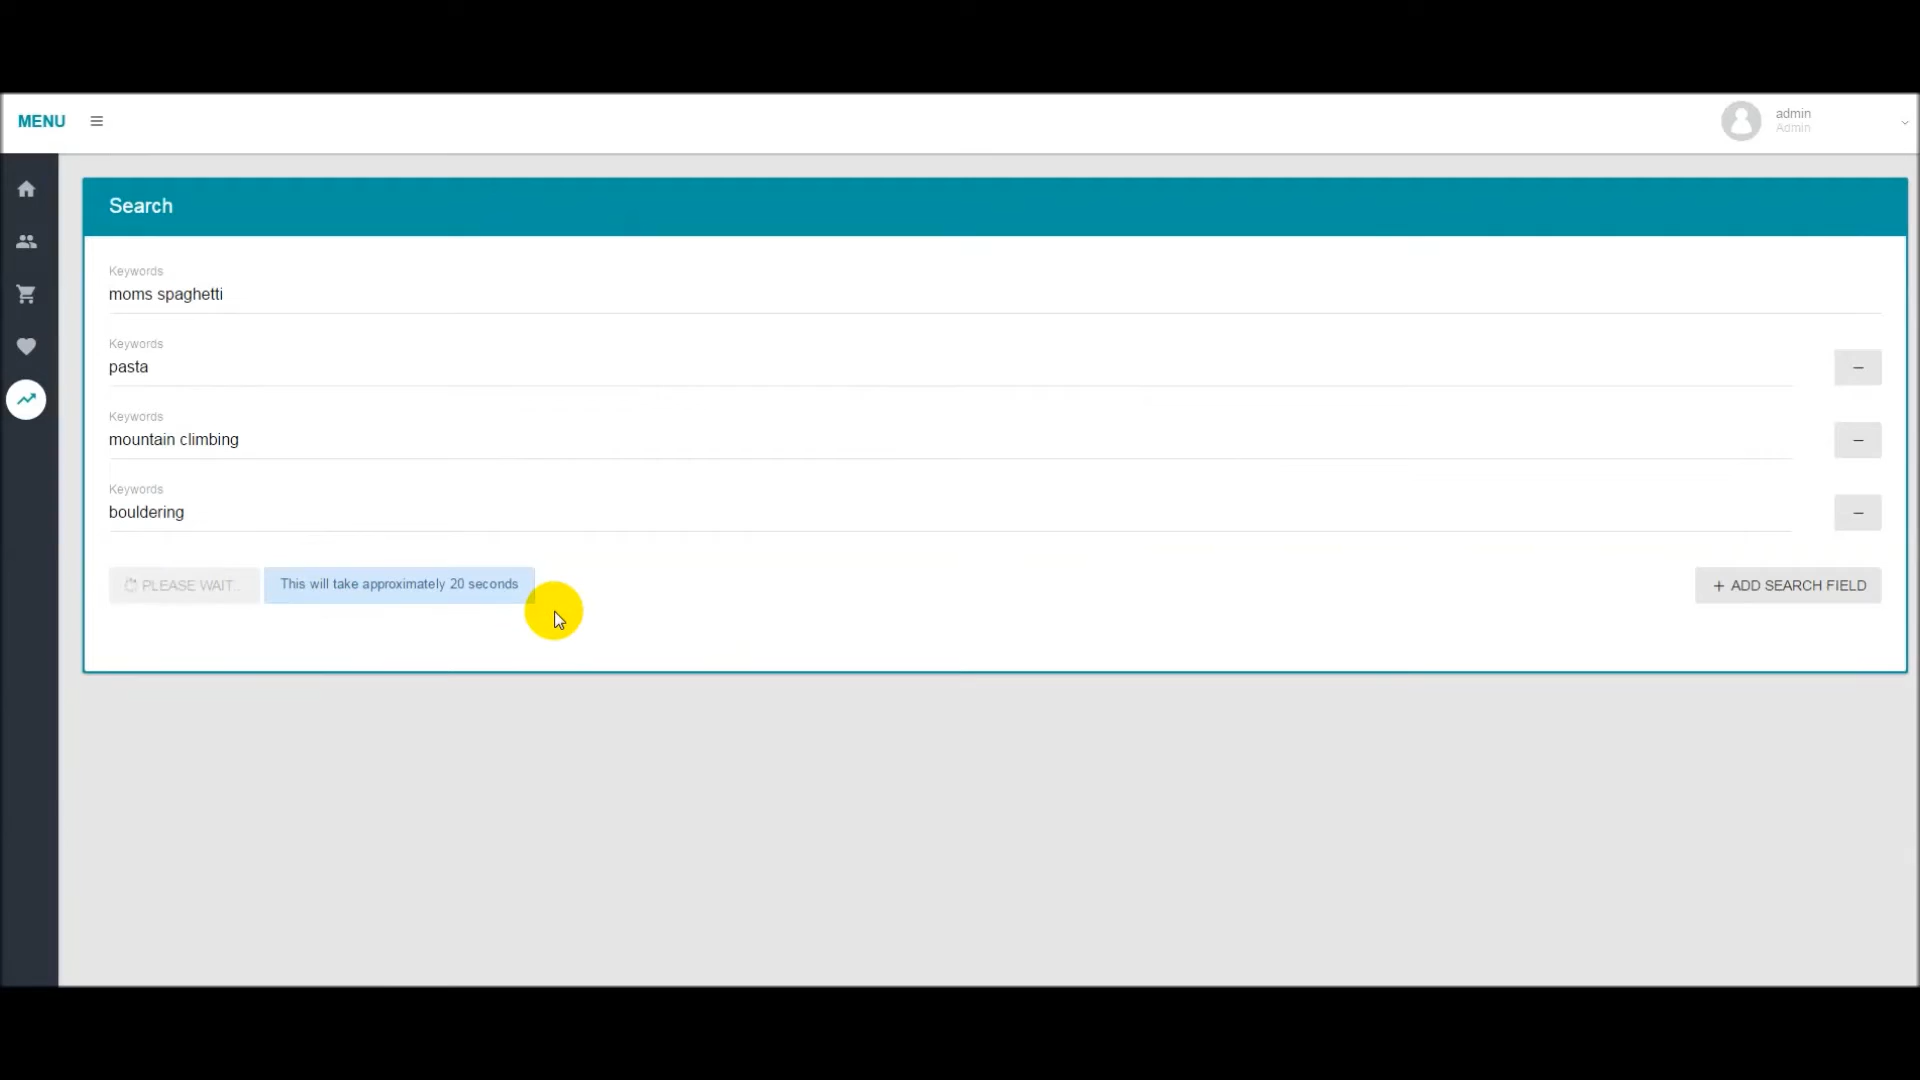 MENU
admin
Admin
Search
Keywords
moms spaghetti
Keywords
pasta
Keywords
mountain climbing
Keywords
bouldering
PLEASE WAIT..
This will take approximately 20 seconds
+ ADD SEARCH FIELD